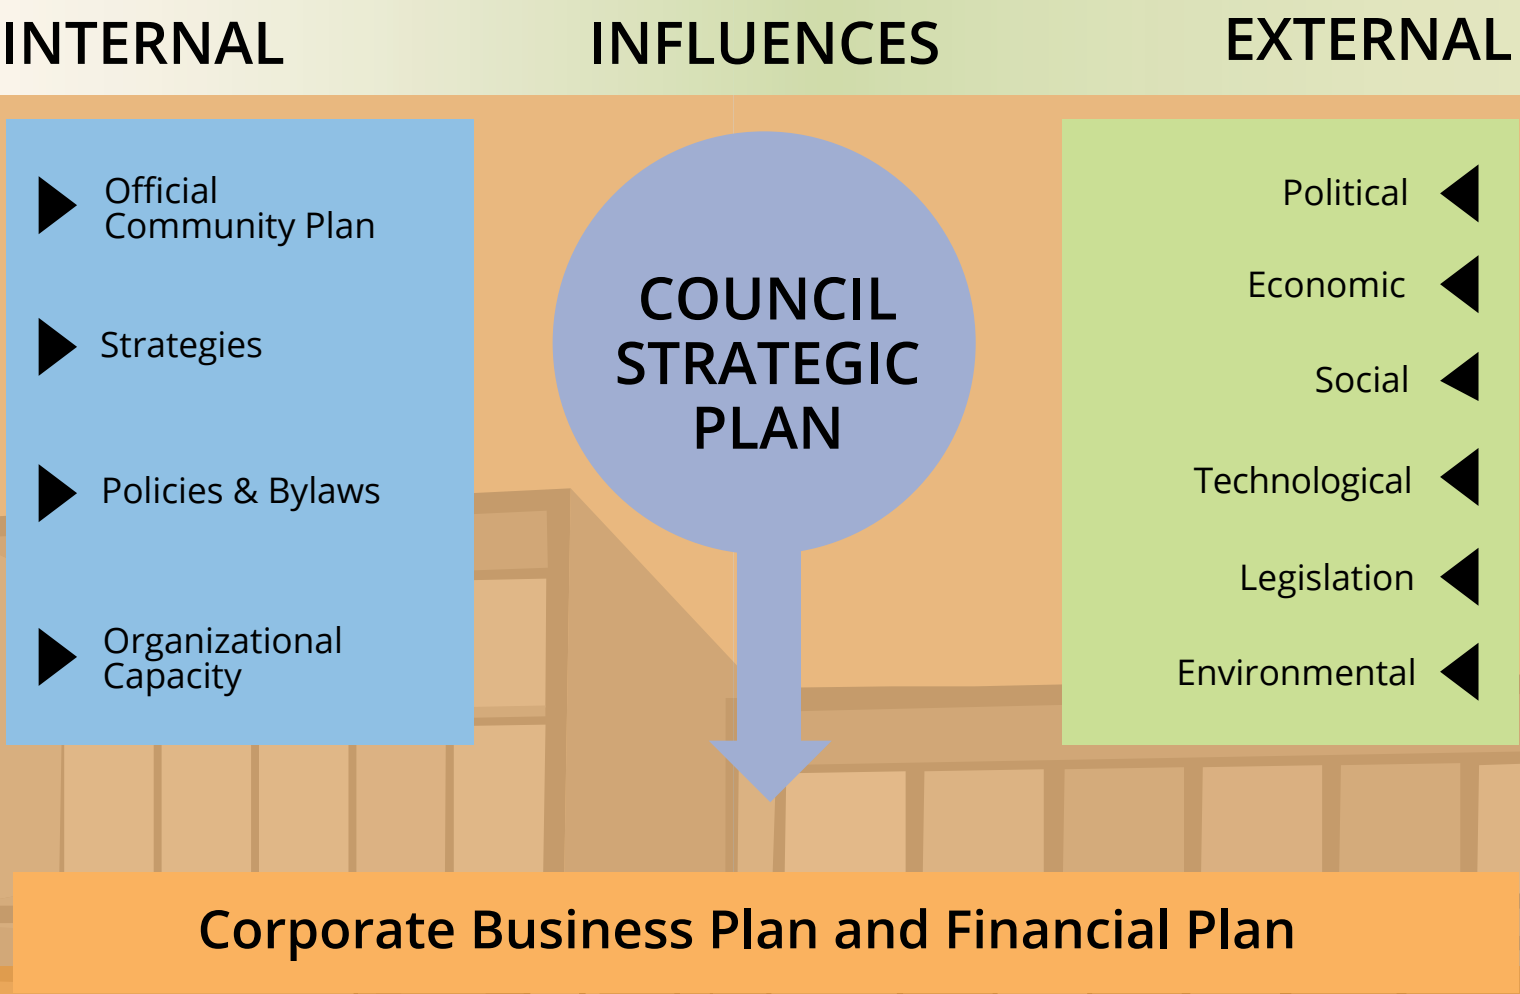 INTERNAL
INFLUENCES
EXTERNAL
Official
Community Plan
Strategies
Policies & Bylaws
Organizational
Capacity
COUNCIL
STRATEGIC
PLAN
Political
Economic
Social
Technological
Legislation
Environmental
Corporate Business Plan and Financial Plan